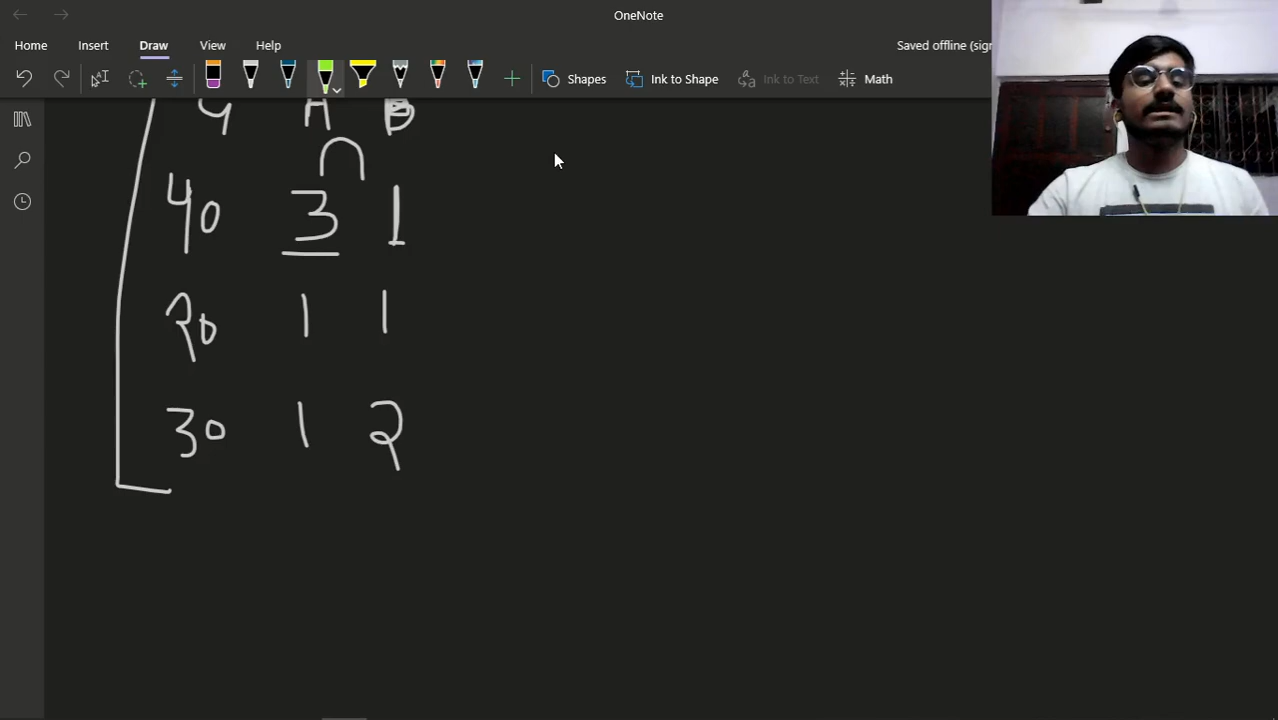 OneNote
Home Insert Draw View Help
Saved offline (sign
Shapes Ink to Shape Ink to Text Math
A B
40 3 1
20 1 1
30 1 2